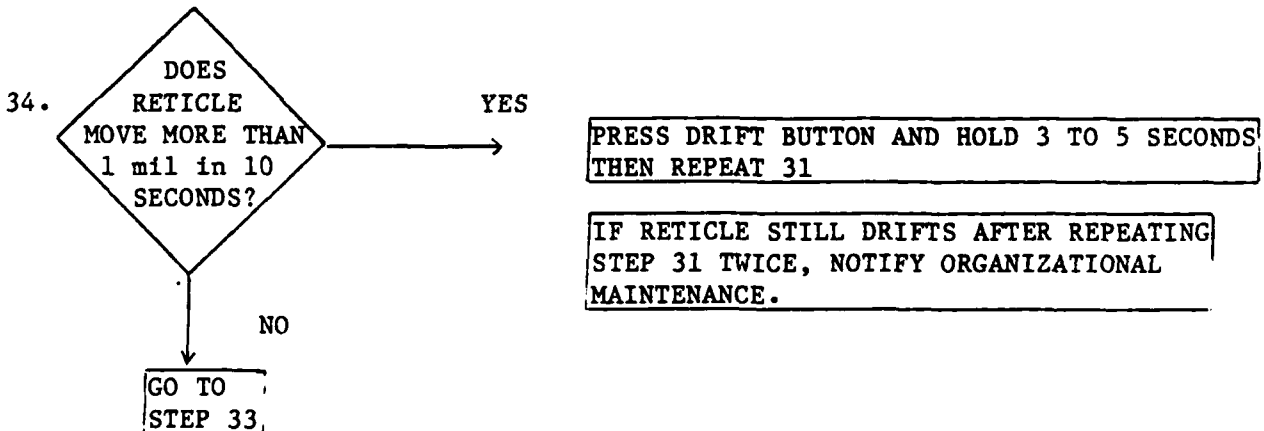 34.
DOES
RETICLE
MOVE MORE THAN
1 mil in 10
SECONDS?
YES
PRESS DRIFT BUTTON AND HOLD 3 TO 5 SECONDS
THEN REPEAT 31
IF RETICLE STILL DRIFTS AFTER REPEATING
STEP 31 TWICE, NOTIFY ORGANIZATIONAL
MAINTENANCE.
NO
GO TO
STEP 33